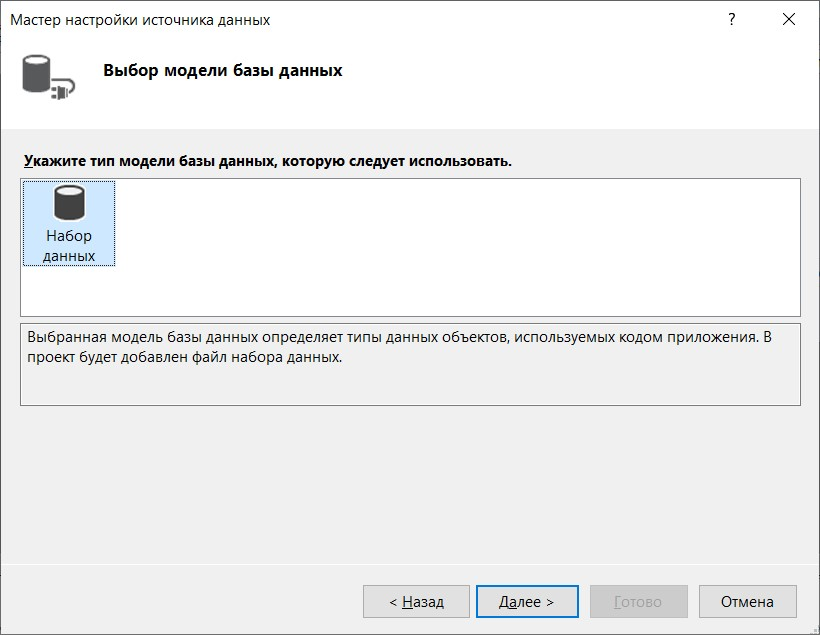 Мастер настройки источника данных
?
Выбор модели базы данных
Укажите тип модели базы данных, которую следует использовать.
Набор
данных
Выбранная модель базы данных определяет типы данных объектов, используемых кодом приложения. В
проект будет добавлен файл набора данных.
< Назад
Далее >
Готово
Отмена